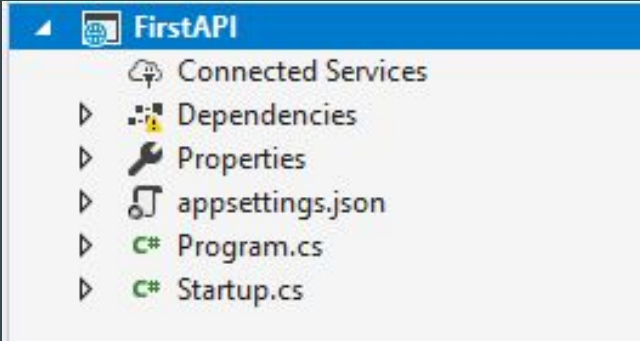 FirstAPI
Connected Services
Dependencies
Properties
appsettings.json
C# Program.cs
C# Startup.cs